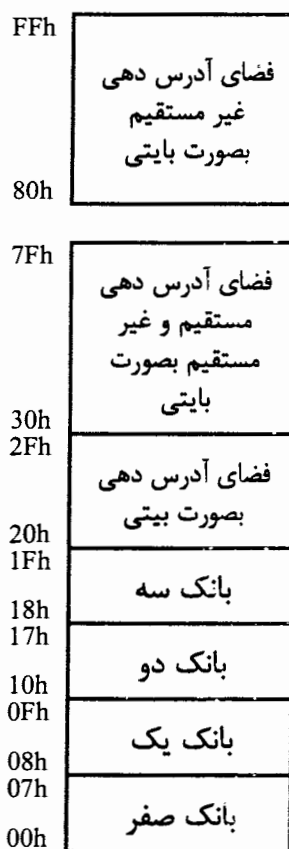 FFh
فضای آدرس دهی
غیر مستقیم
بصورت بایتی
80h
7Fh
فضای آدرس دهی
مستقیم و غیر
مستقیم بصورت
بایتی
30h
2Fh
فضای آدرس دهی
بصورت بیتی
20h
1Fh
بانک سه
18h
17h
بانک دو
10h
0Fh
بانک یک
08h
07h
بانک صفر
00h